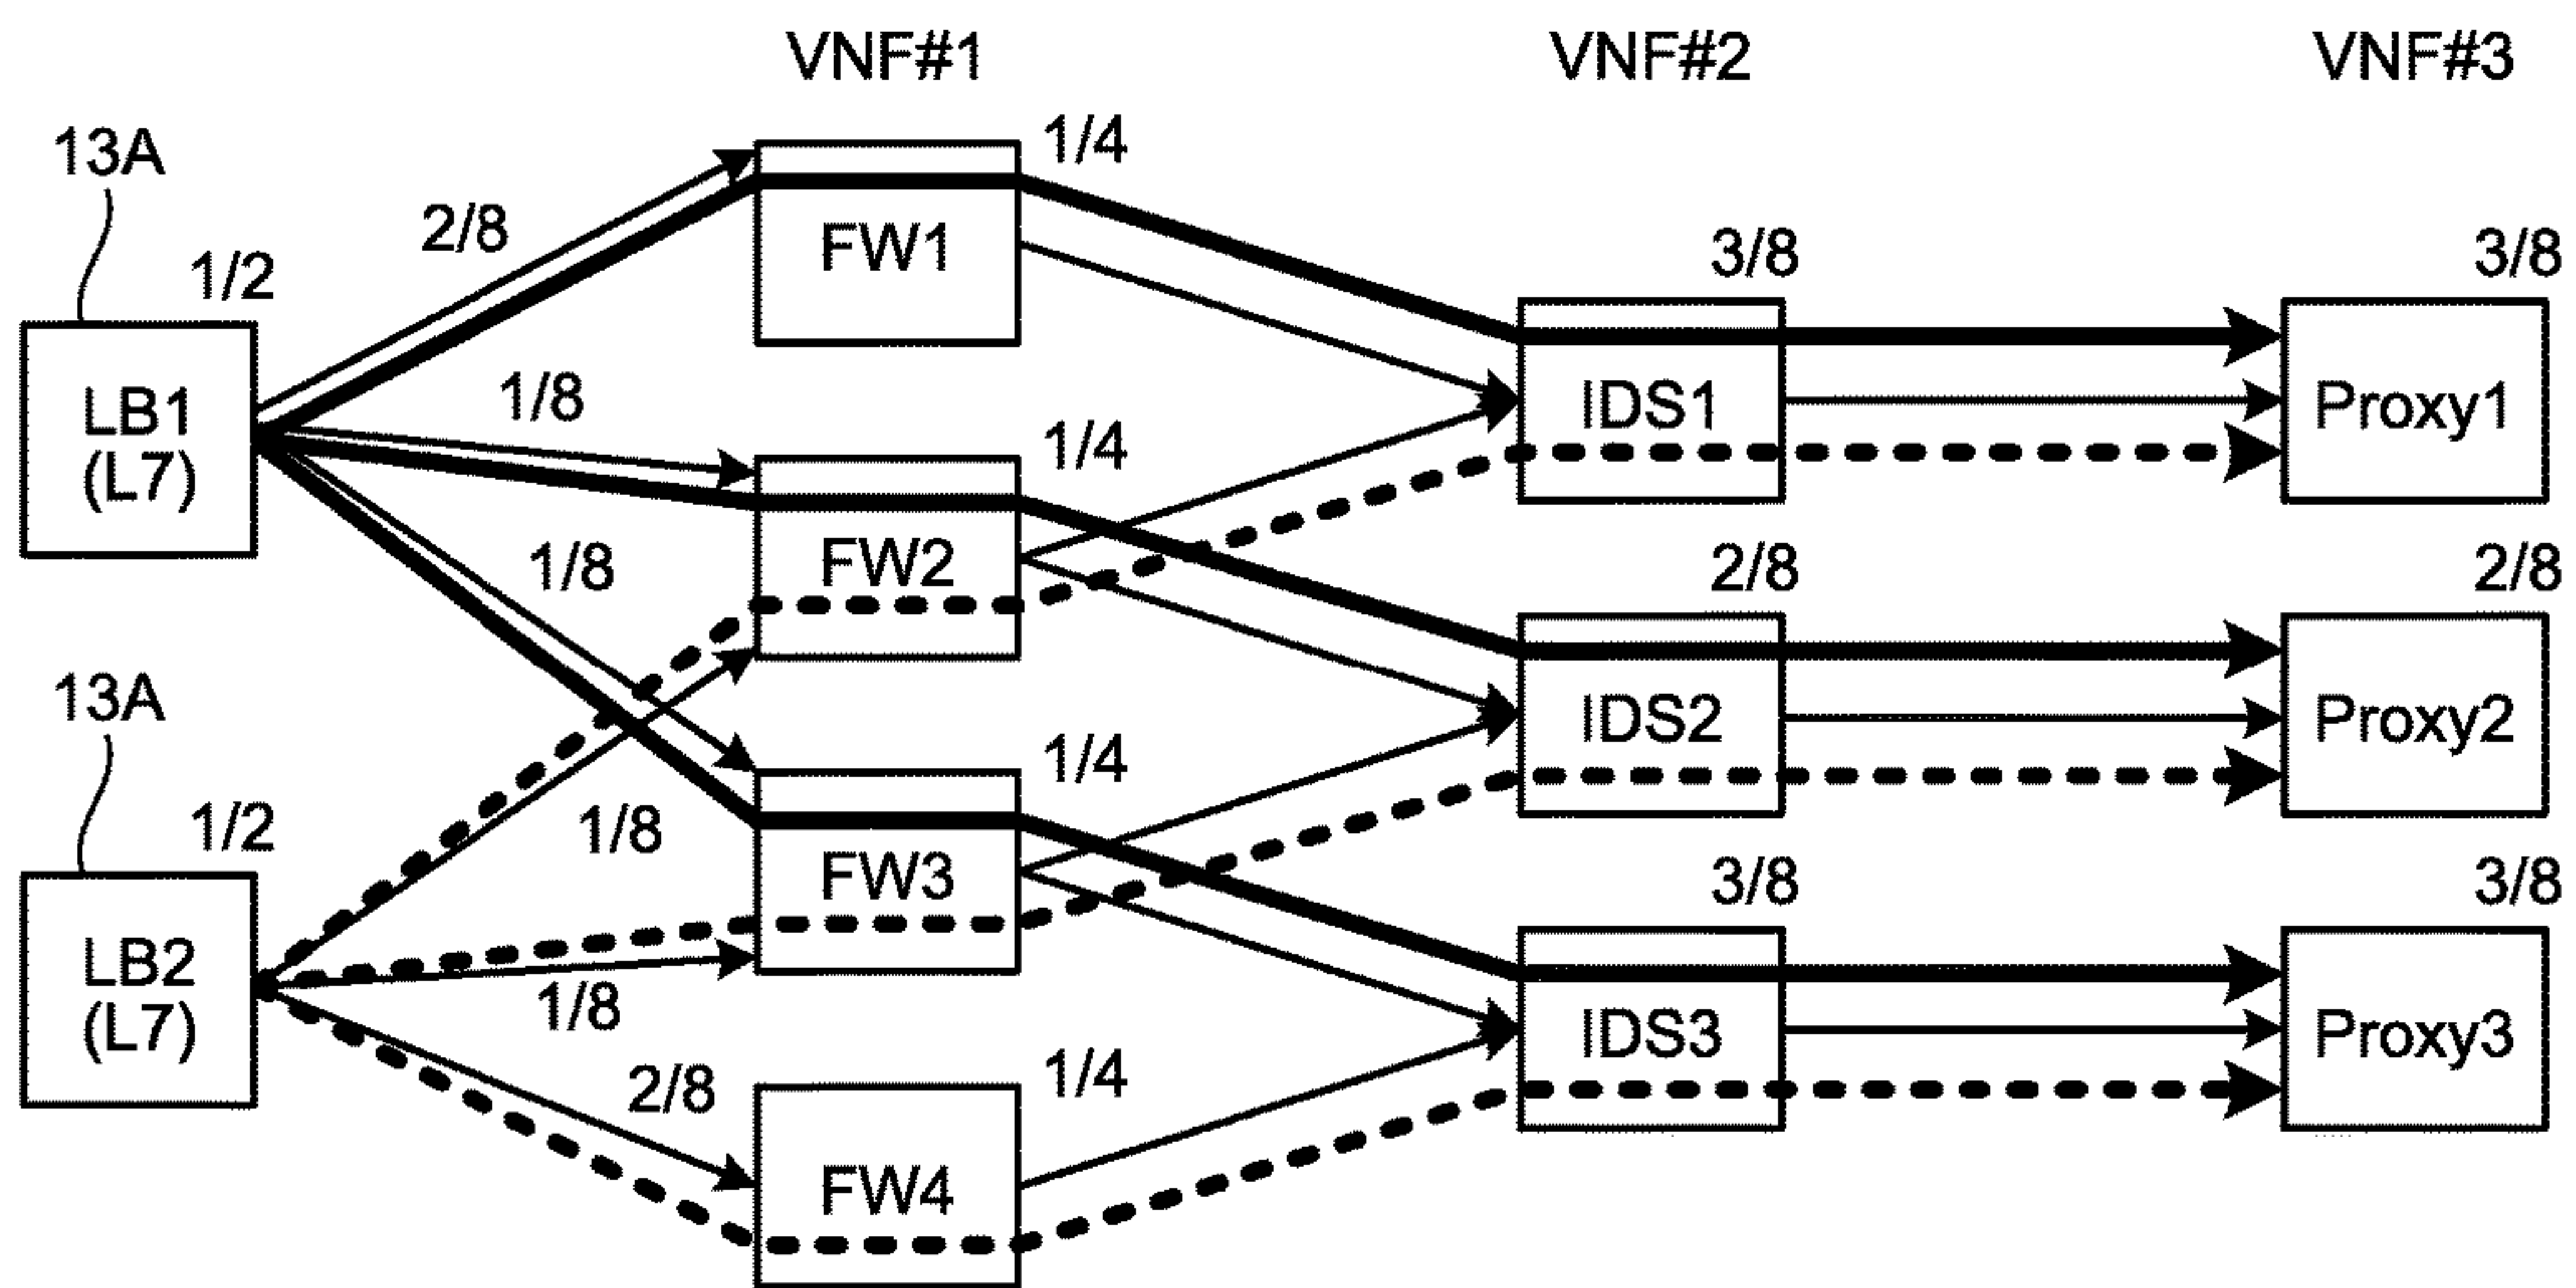 VNF#1
VNF#2
VNF#3
13A
1/2
LB1
(L7)
2/8
1/8
1/8
FW1
1/4
FW2
1/4
IDS1
3/8
Proxy1
3/8
13A
1/2
LB2
(L7)
1/8
1/8
2/8
FW3
1/4
FW4
1/4
IDS2
2/8
Proxy2
2/8
IDS3
3/8
Proxy3
3/8